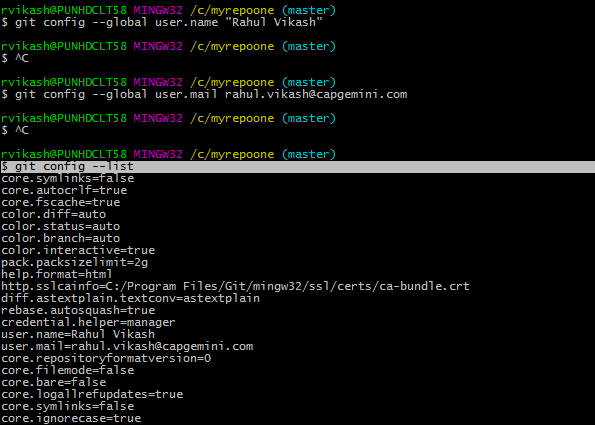 rvikash@PUNHDCLT58 MINGW32 /c/myrepoone (master)
$ git config --global user.name "Rahul Vikash"
rvikash@PUNHDCLT58 MINGW32 /c/myrepoone (master)
$ ^C
rvikash@PUNHDCLT58 MINGW32 /c/myrepoone (master)
$ git config --global user.mail rahul.vikash@capgemini.com
rvikash@PUNHDCLT58 MINGW32 /c/myrepoone (master)
$ ^C
rvikash@PUNHDCLT58 MINGW32 /c/myrepoone (master)
$ git config --list
core.symlinks=false
core.autocrlf=true
core.fscache=true
color.diff=auto
color.status=auto
color.branch=auto
color.interactive=true
pack.packsizelimit=2g
help.format=html
http.sslcainfo=C:/Program Files/Git/mingw32/ssl/certs/ca-bundle.crt
diff.astextplain.textconv=astextplain
rebase.autosquash=true
credential.helper=manager
user.name=Rahul Vikash
user.mail=rahul.vikash@capgemini.com
core.repositoryformatversion=0
core.filemode=false
core.bare=false
core.logallrefupdates=true
core.symlinks=false
core.ignorecase=true